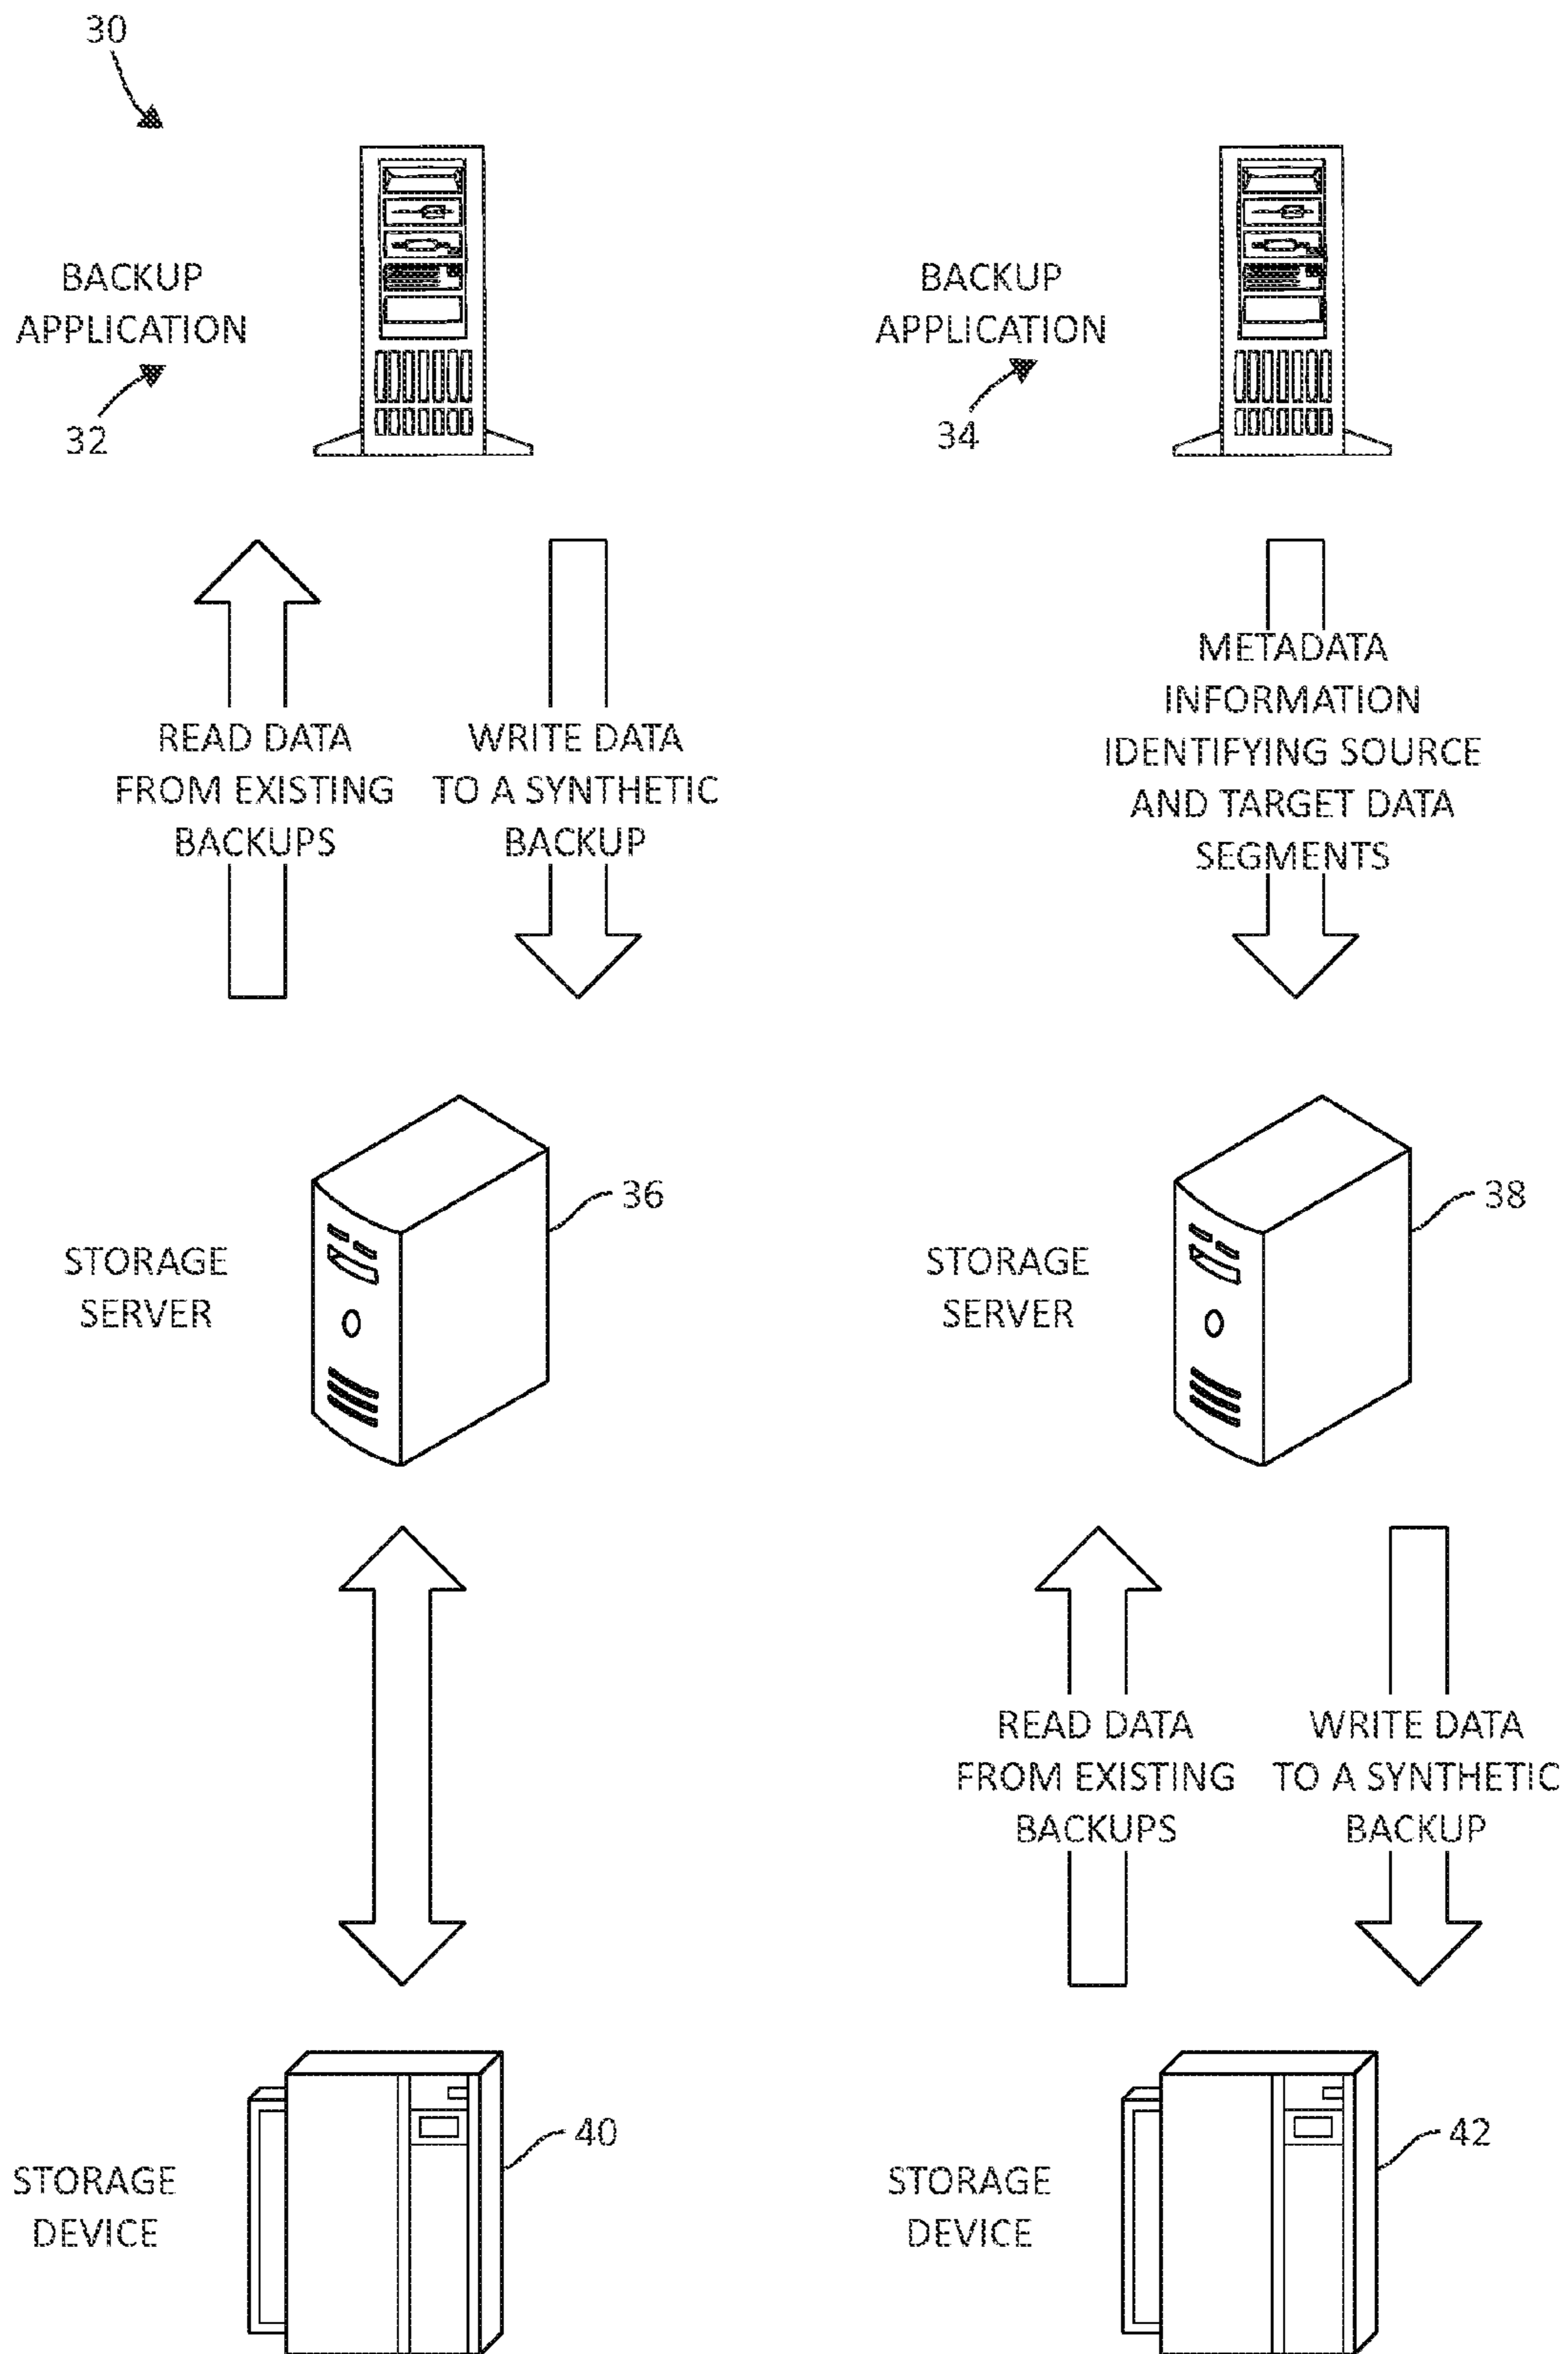 30
BACKUP
APPLICATION
32
BACKUP
APPLICATION
34
READ DATA
FROM EXISTING
BACKUPS
WRITE DATA
TO A SYNTHETIC
BACKUP
METADATA
INFORMATION
IDENTIFYING SOURCE
AND TARGET DATA
SEGMENTS
STORAGE
SERVER
36
STORAGE
SERVER
38
READ DATA
FROM EXISTING
BACKUPS
WRITE DATA
TO A SYNTHETIC
BACKUP
STORAGE
DEVICE
40
STORAGE
DEVICE
42